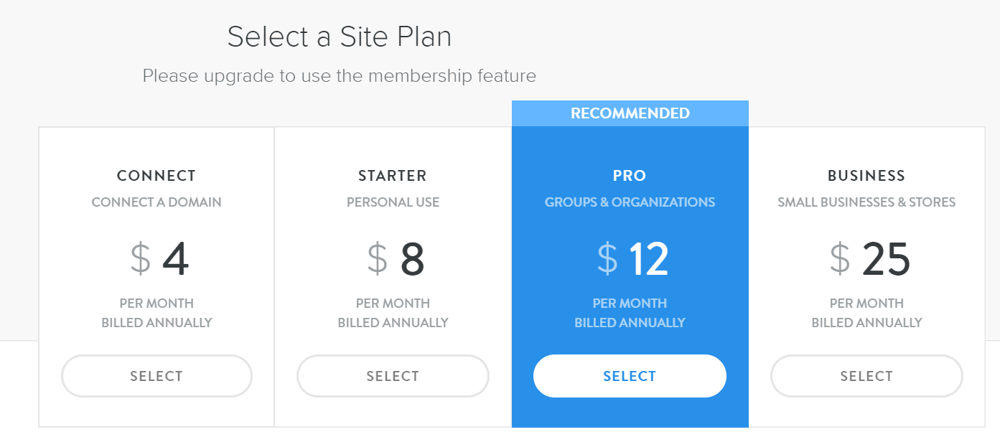 Select a Site Plan
Please upgrade to use the membership feature
RECOMMENDED
CONNECT
CONNECT A DOMAIN
$ 4
PER MONTH
BILLED ANNUALLY
SELECT
STARTER
PERSONAL USE
$ 8
PER MONTH
BILLED ANNUALLY
SELECT
PRO
GROUPS & ORGANIZATIONS
$ 12
PER MONTH
BILLED ANNUALLY
SELECT
BUSINESS
SMALL BUSINESSES & STORES
$ 25
PER MONTH
BILLED ANNUALLY
SELECT